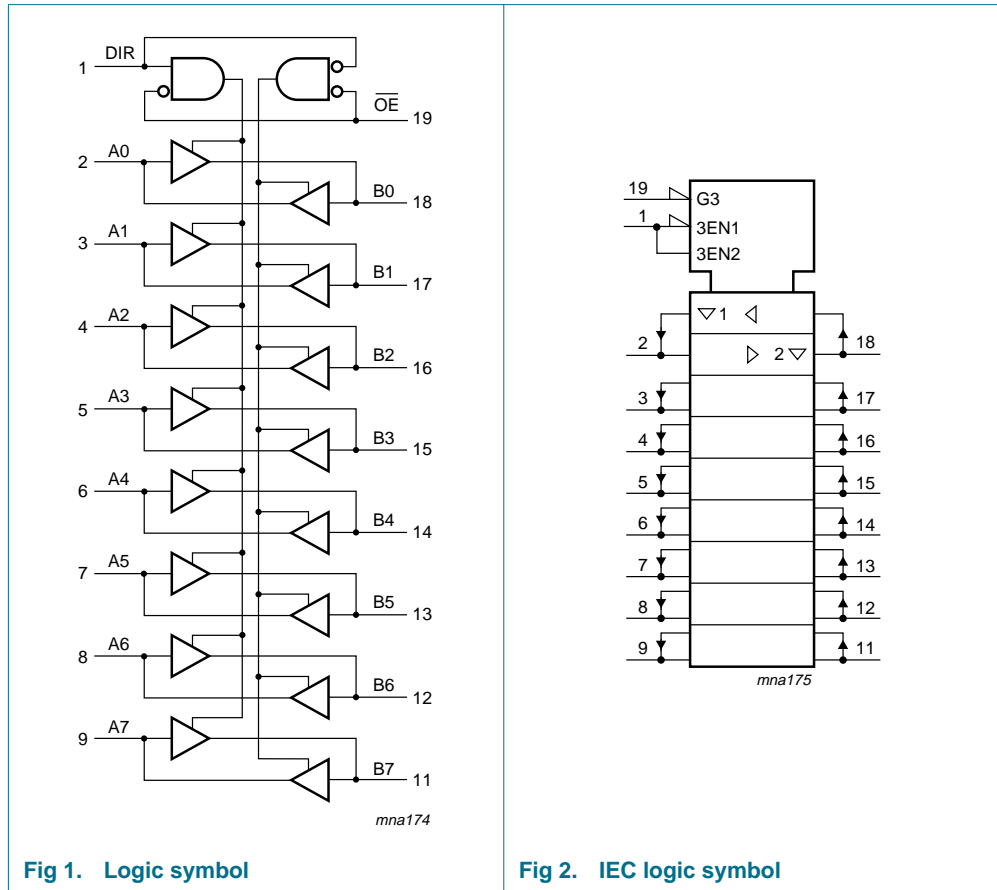 DIR
1
OE
19
A0
2
B0
18
A1
3
B1
17
A2
4
B2
16
A3
5
B3
15
A4
6
B4
14
A5
7
B5
13
A6
8
B6
12
A7
9
B7
11
mna174
Fig 1. Logic symbol
19
G3
1
3EN1
3EN2
1
2
2
18
3
17
4
16
5
15
6
14
7
13
8
12
9
11
mna175
Fig 2. IEC logic symbol